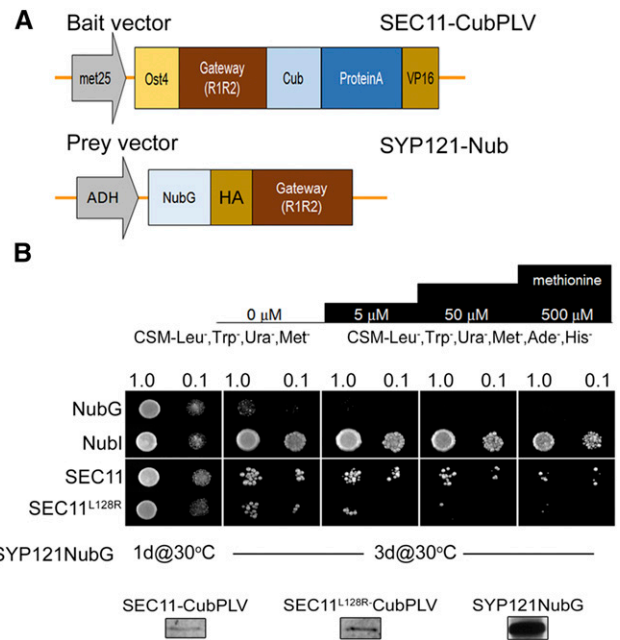 A
Bait vector
SEC11-CubPLV
met25
Ost4
Gateway
(R1R2)
Cub
ProteinA
VP16
Prey vector
SYP121-Nub
ADH
NubG
HA
Gateway
(R1R2)
B
methionine
0 µM 5 µM 50 µM 500 µM
CSM-Leu⁻,Trp⁻,Ura⁻,Met⁻ CSM-Leu⁻,Trp⁻,Ura⁻,Met⁻,Ade⁻,His⁻
1.0 0.1 1.0 0.1 1.0 0.1 1.0 0.1 1.0 0.1
NubG
NubI
SEC11
SEC11ᴸ¹²⁸ᴿ
SYP121NubG 1d@30°C 3d@30°C
SEC11-CubPLV SEC11ᴸ¹²⁸ᴿ-CubPLV SYP121NubG